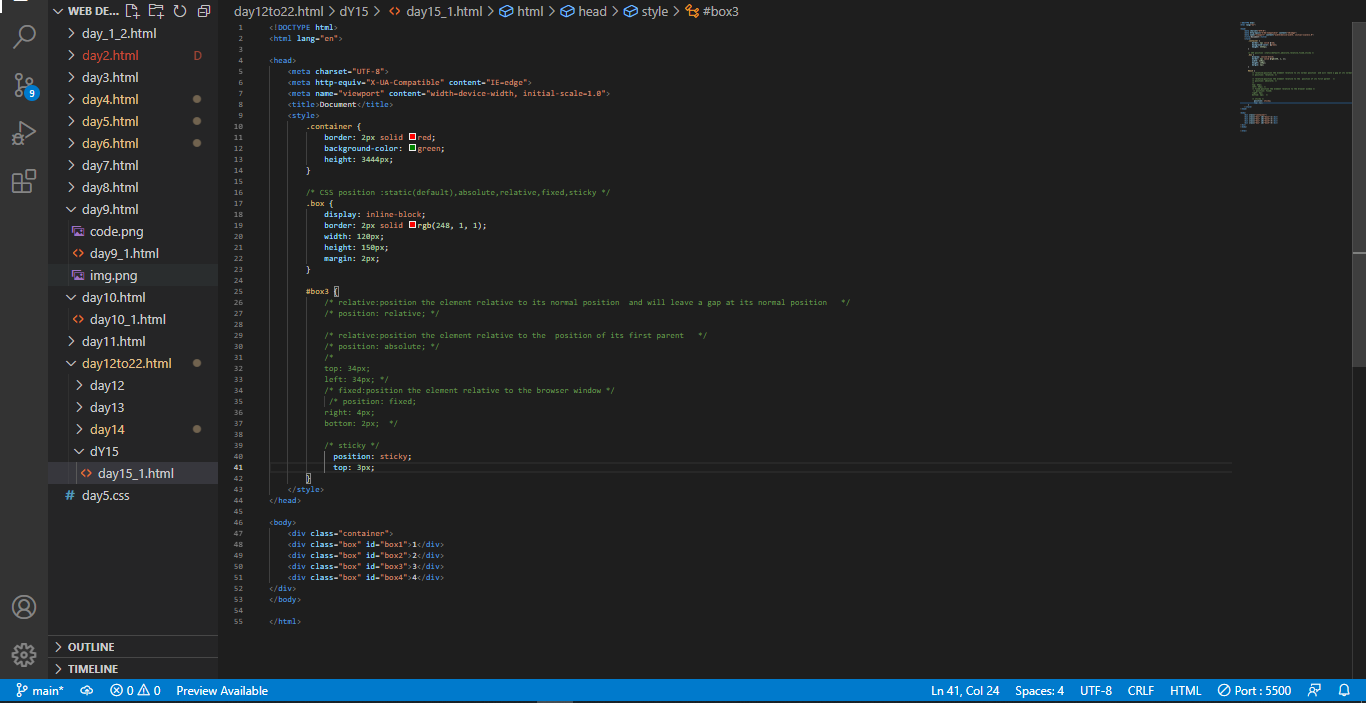 WEB DE...
day_1_2.html
day2.html D
day3.html
day4.html
day5.html
day6.html
day7.html
day8.html
day9.html
code.png
day9_1.html
img.png
day10.html
day10_1.html
day11.html
day12to22.html
day12
day13
day14
dY15
day15_1.html
# day5.css
OUTLINE
TIMELINE
9
day12to22.html > dY15 > day15_1.html > html > head > style > #box3
1 <!DOCTYPE html>
2 <html lang="en">
3
4 <head>
5 <meta charset="UTF-8">
6 <meta http-equiv="X-UA-Compatible" content="IE=edge">
7 <meta name="viewport" content="width=device-width, initial-scale=1.0">
8 <title>Document</title>
9 <style>
10 .container {
11 border: 2px solid red;
12 background-color: green;
13 height: 3444px;
14 }
15
16 /* CSS position :static(default),absolute,relative,fixed,sticky */
17 .box {
18 display: inline-block;
19 border: 2px solid rgb(248, 1, 1);
20 width: 120px;
21 height: 150px;
22 margin: 2px;
23 }
24
25 #box3 {
26 /* relative:position the element relative to its normal position  and will leave a gap at its normal position   */
27 /* position: relative; */
28
29 /* relative:position the element relative to the  position of its first parent   */
30 /* position: absolute; */
31 /*
32 top: 34px;
33 left: 34px; */
34 /* fixed:position the element relative to the browser window */
35 /* position: fixed;
36 right: 4px;
37 bottom: 2px;  */
38
39 /* sticky */
40 position: sticky;
41 top: 3px;
42 }
43 </style>
44 </head>
45
46 <body>
47 <div class="container">
48 <div class="box" id="box1">1</div>
49 <div class="box" id="box2">2</div>
50 <div class="box" id="box3">3</div>
51 <div class="box" id="box4">4</div>
52 </div>
53 </body>
54
55 </html>
main* 0 0 Preview Available Ln 41, Col 24 Spaces: 4 UTF-8 CRLF HTML Port : 5500